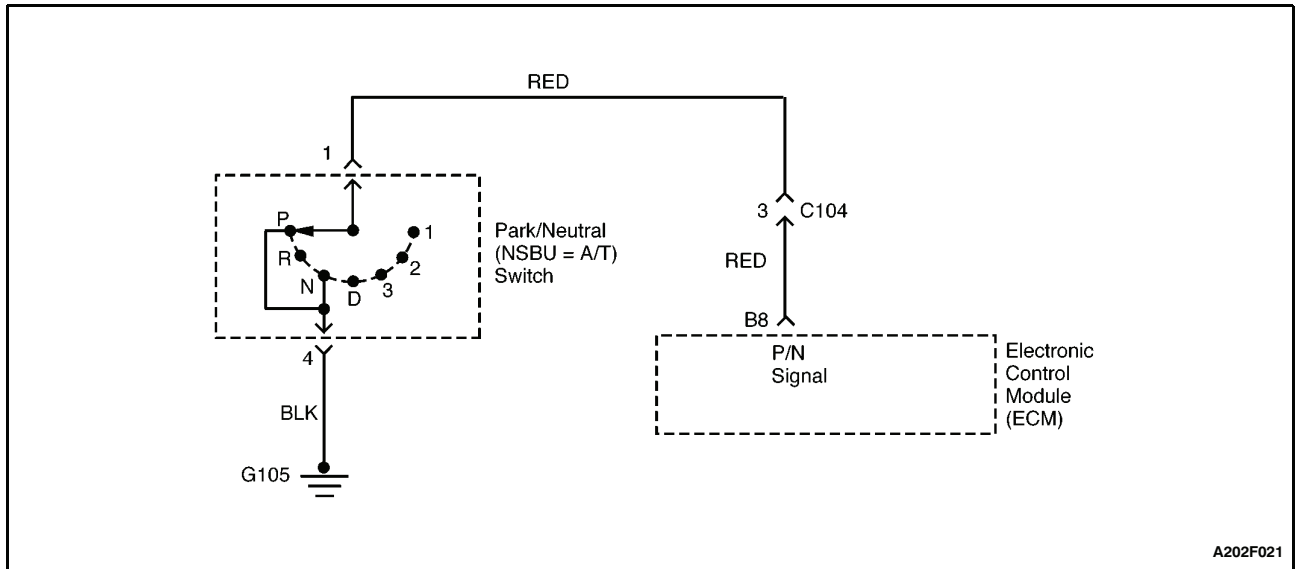 RED
1
P
R
N
D
3
2
1
Park/Neutral
(NSBU = A/T)
Switch
4
BLK
G105
3 C104
RED
B8
P/N
Signal
Electronic
Control
Module
(ECM)
A202F021